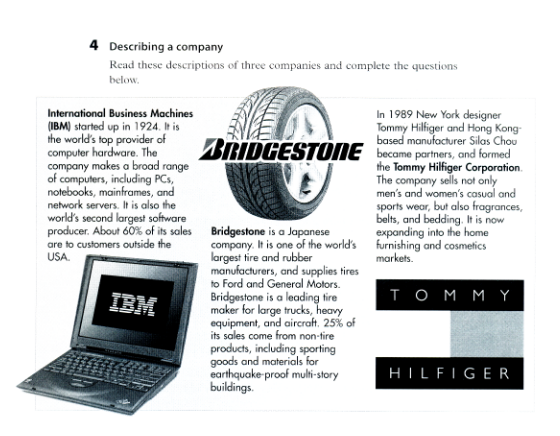 4 Describing a company
Read these descriptions of three companies and complete the questions
below.
International Business Machines
(IBM) started up in 1924. It is
the world's top provider of
computer hardware. The
company makes a broad range
of computers, including PCs,
notebooks, mainframes, and
network servers. It is also the
world's second largest software
producer. About 60% of its sales
are to customers outside the
USA.
IBM
BRIDGESTONE
Bridgestone is a Japanese
company. It is one of the world's
largest tire and rubber
manufacturers, and supplies tires
to Ford and General Motors.
Bridgestone is a leading tire
maker for large trucks, heavy
equipment, and aircraft. 25% of
its sales come from non-tire
products, including sporting
goods and materials for
earthquake-proof multi-story
buildings.
In 1989 New York designer
Tommy Hilfiger and Hong Kong-
based manufacturer Silas Chou
became partners, and formed
the Tommy Hilfiger Corporation.
The company sells not only
men's and women's casual and
sports wear, but also fragrances,
belts, and bedding. It is now
expanding into the home
furnishing and cosmetics
markets.
TOMMY
HILFIGER